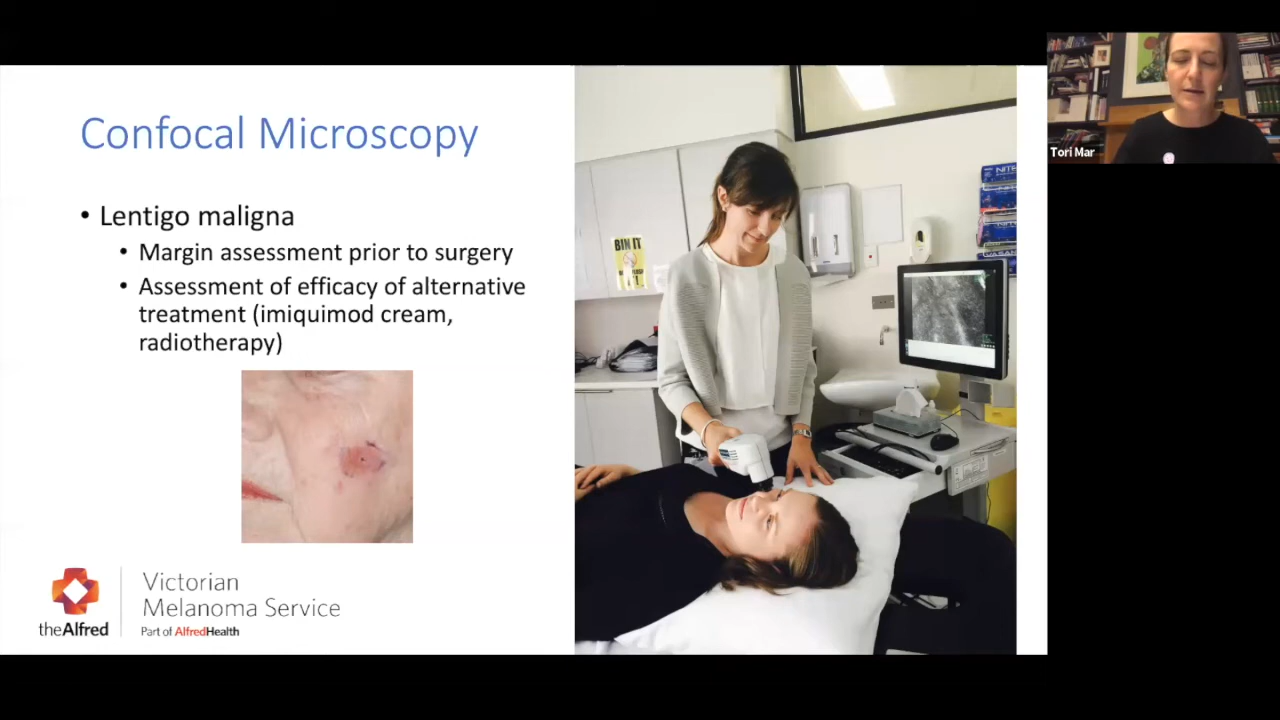 Confocal Microscopy
• Lentigo maligna
• Margin assessment prior to surgery
• Assessment of efficacy of alternative
treatment (imiquimod cream,
radiotherapy)
theAlfred
Victorian
Melanoma Service
Part of AlfredHealth
BIN IT
Tori Mar